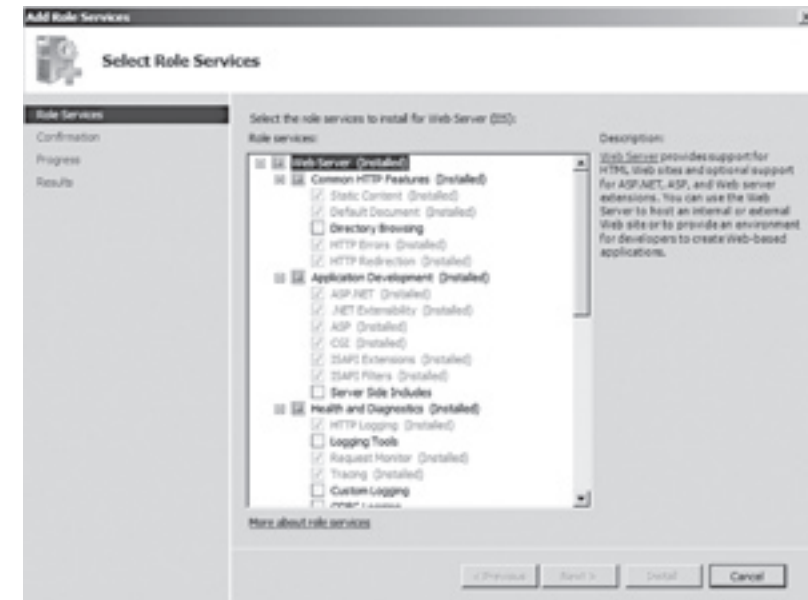 Add Role Services
Select Role Services
Role Services
Confirmation
Progress
Results
Select the role services to install for Web Server (IIS):
Role services:
Web Server (Installed)
Common HTTP Features (Installed)
Static Content (Installed)
Default Document (Installed)
Directory Browsing
HTTP Errors (Installed)
HTTP Redirection (Installed)
Application Development (Installed)
ASP.NET (Installed)
.NET Extensibility (Installed)
ASP (Installed)
CGI (Installed)
ISAPI Extensions (Installed)
ISAPI Filters (Installed)
Server Side Includes
Health and Diagnostics (Installed)
HTTP Logging (Installed)
Logging Tools
Request Monitor (Installed)
Tracing (Installed)
Custom Logging
ODBC Logging
More about role services
Description:
Web Server provides support for
HTML Web sites and optional support
for ASP.NET, ASP, and Web server
extensions. You can use the Web
Server to host an internal or external
Web site or to provide an environment
for developers to create Web-based
applications.
< Previous
Next >
Install
Cancel